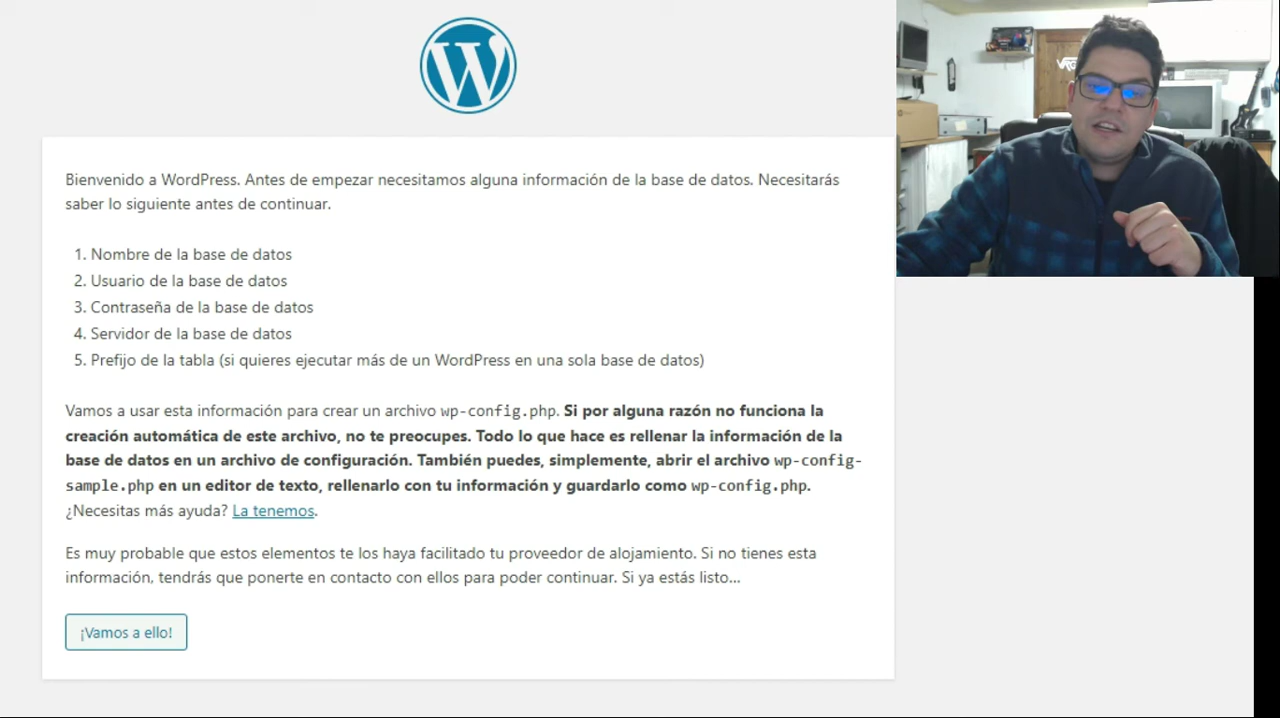 Bienvenido a WordPress. Antes de empezar necesitamos alguna información de la base de datos. Necesitarás
saber lo siguiente antes de continuar.
1. Nombre de la base de datos
2. Usuario de la base de datos
3. Contraseña de la base de datos
4. Servidor de la base de datos
5. Prefijo de la tabla (si quieres ejecutar más de un WordPress en una sola base de datos)
Vamos a usar esta información para crear un archivo wp-config.php. Si por alguna razón no funciona la
creación automática de este archivo, no te preocupes. Todo lo que hace es rellenar la información de la
base de datos en un archivo de configuración. También puedes, simplemente, abrir el archivo wp-config-
sample.php en un editor de texto, rellenarlo con tu información y guardarlo como wp-config.php.
¿Necesitas más ayuda? La tenemos.
Es muy probable que estos elementos te los haya facilitado tu proveedor de alojamiento. Si no tienes esta
información, tendrás que ponerte en contacto con ellos para poder continuar. Si ya estás listo...
¡Vamos a ello!